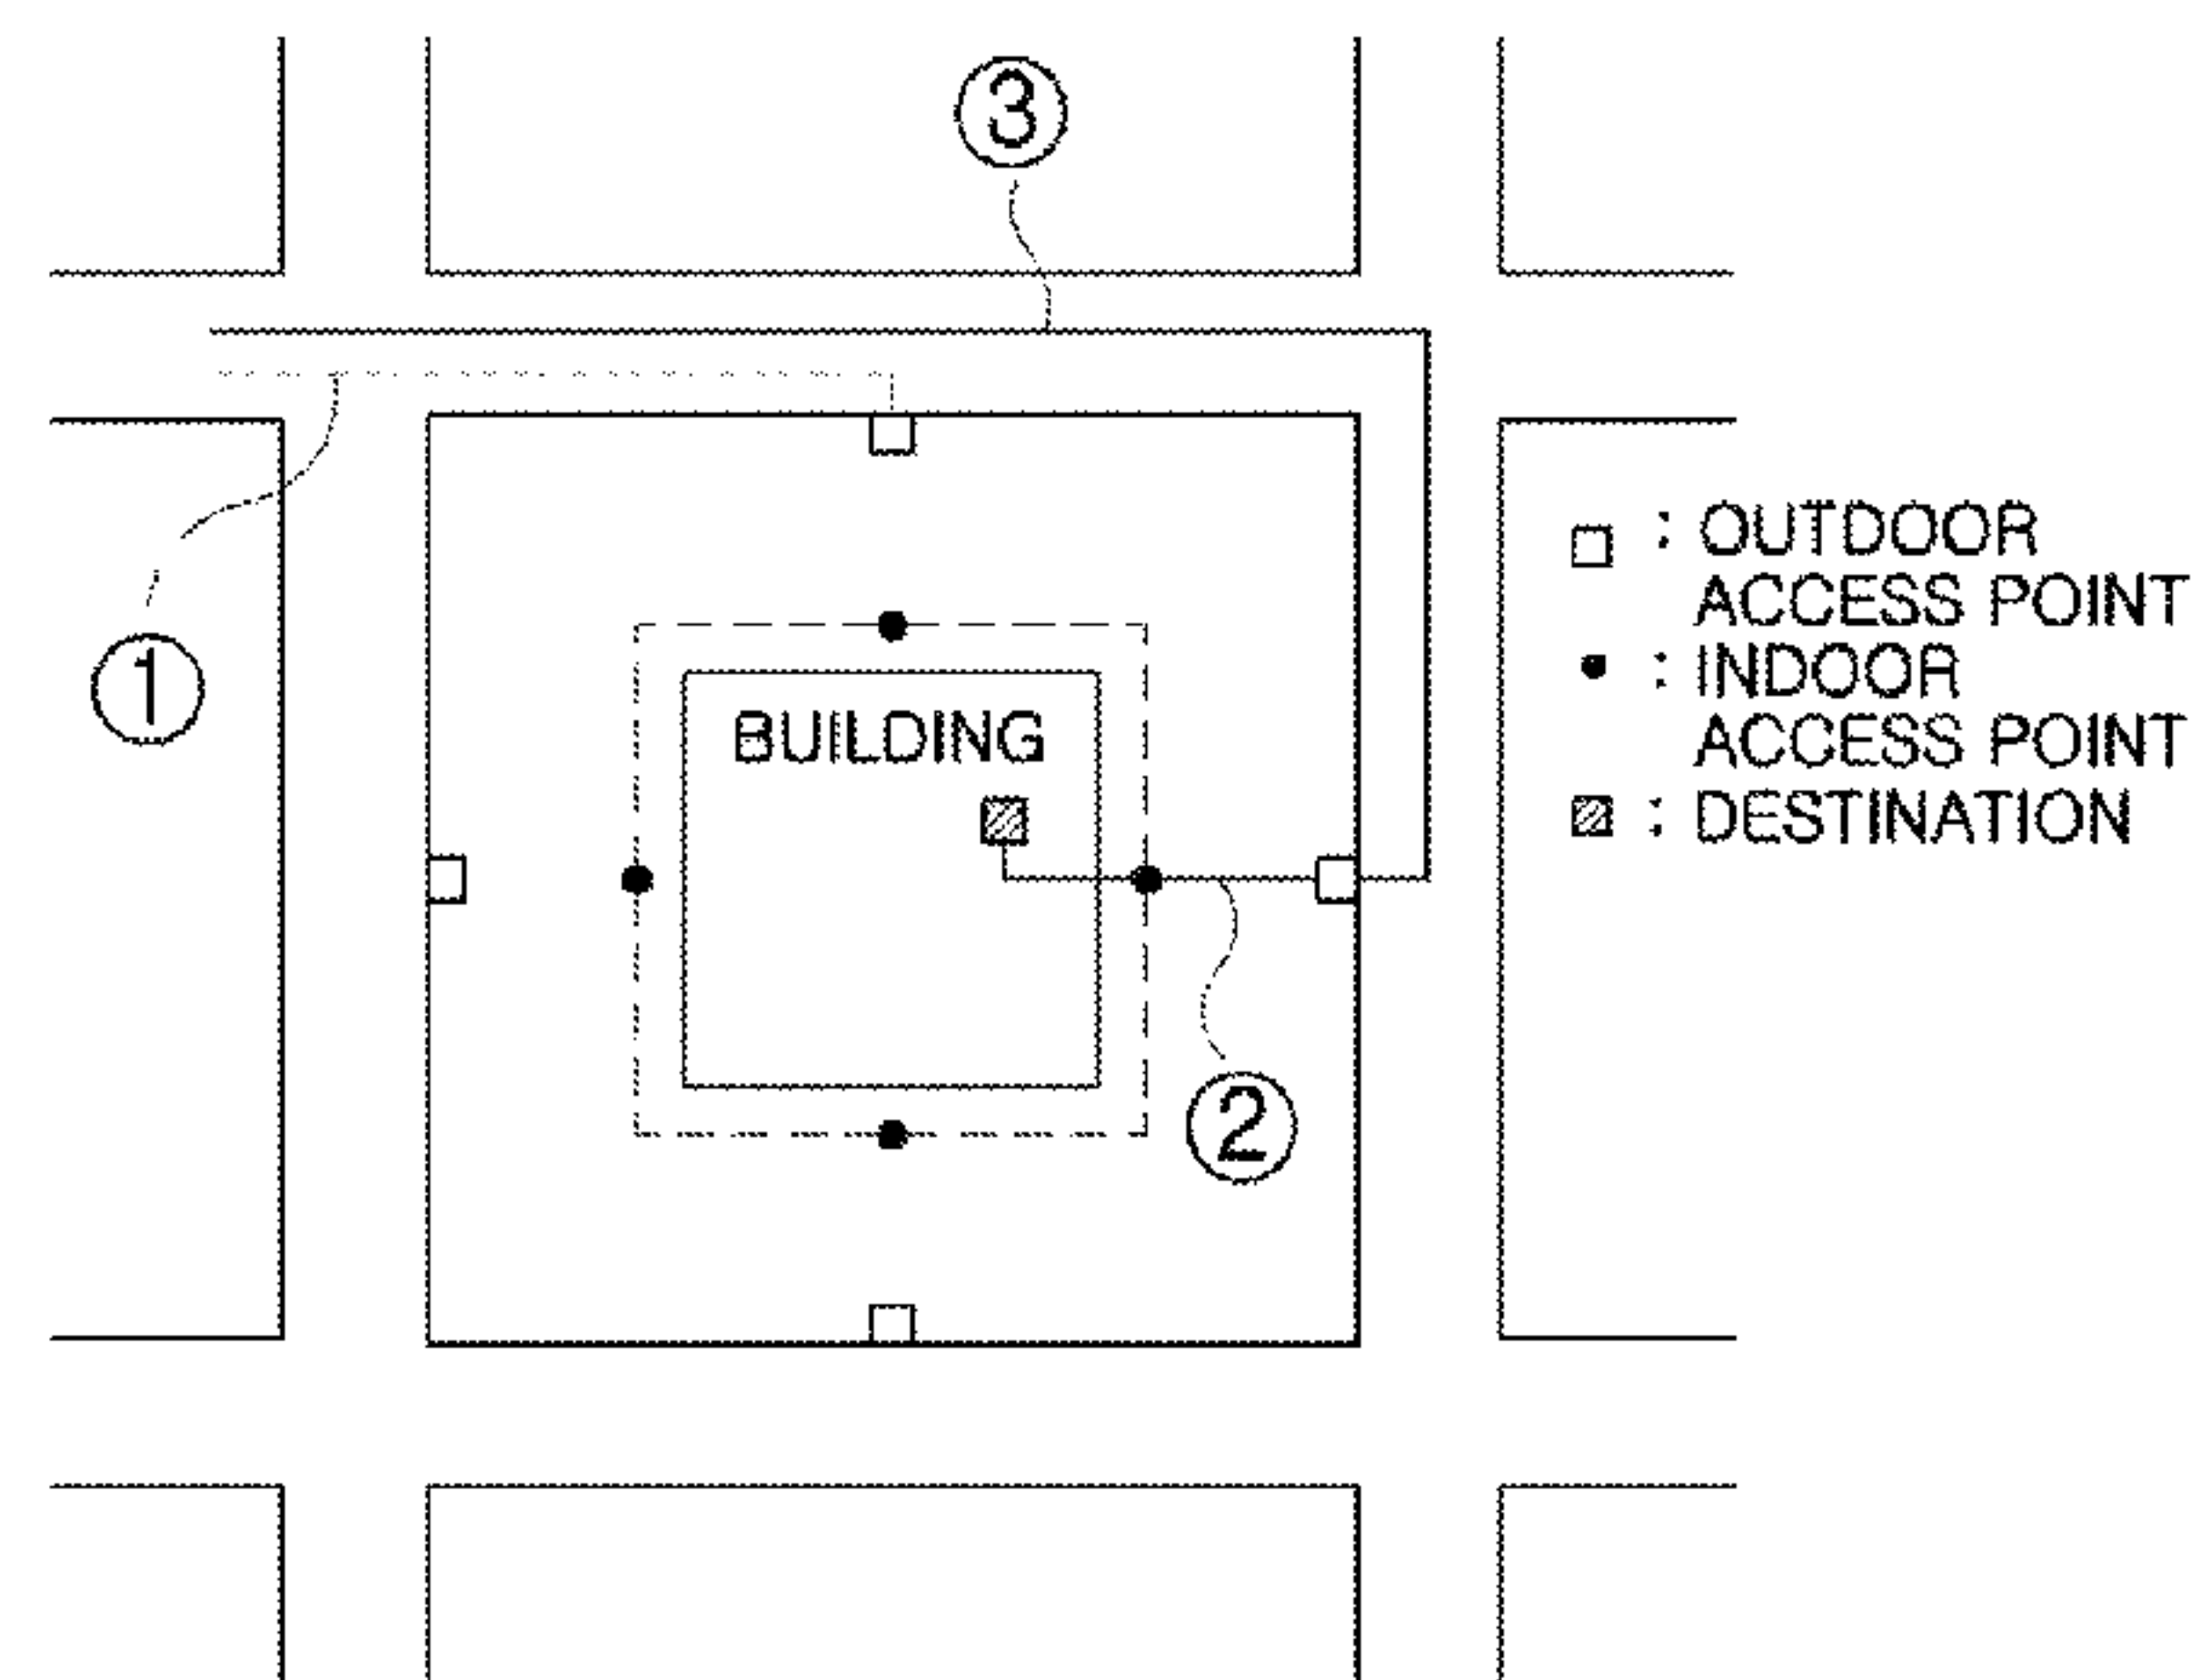 ③
: OUTDOOR
ACCESS POINT
: INDOOR
ACCESS POINT
: DESTINATION
①
BUILDING
②